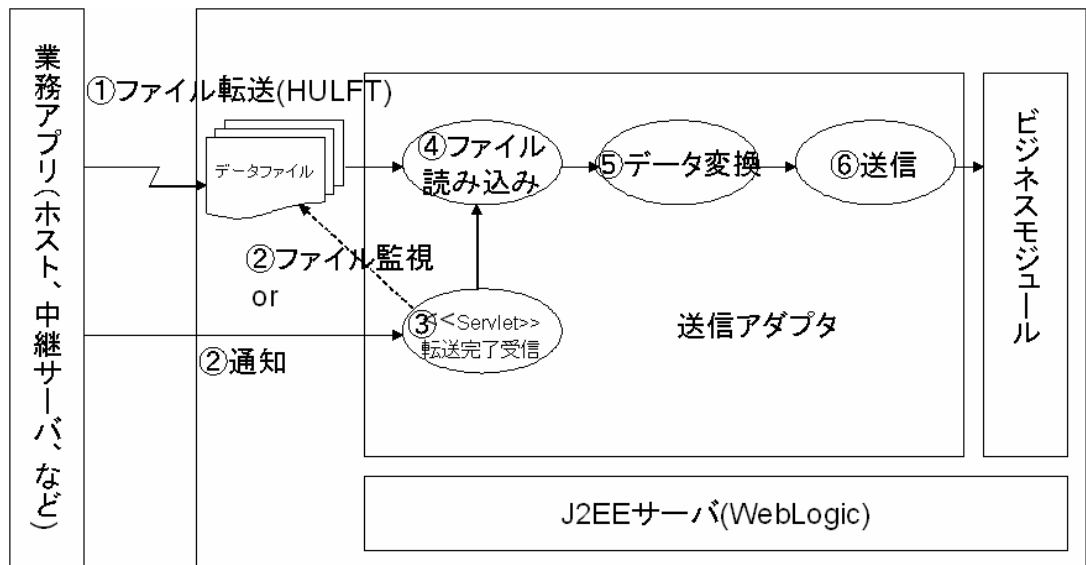 業務アプリ(ホスト、中継サーバ、など)
①ファイル転送(HULFT)
データファイル
④ファイル
読み込み
⑤データ変換
⑥送信
ビジネスモジュール
②ファイル監視
or
②通知
③<<Servlet>>
転送完了受信
送信アダプタ
J2EEサーバ(WebLogic)